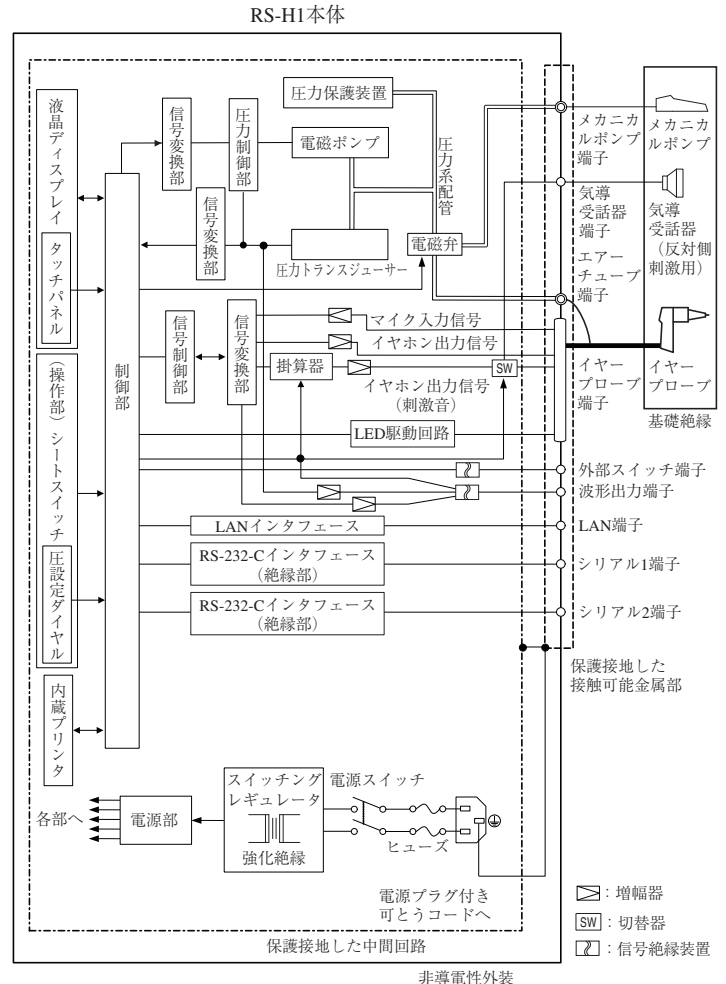 RS-H1本体
圧力保護装置
信号変換部
圧力制御部
電磁ポンプ
圧力系配管
液晶ディスプレイ
信号変換部
圧力トランスジューサー
電磁弁
タッチパネル
メカニカ
ルポンプ
端子
メカニカ
ルポンプ
気導
受話器
端子
気導
受話器
(反対側
刺激用)
エアー
チューブ
端子
制御部
信号制御部
信号変換部
マイク入力信号
イヤホン出力信号
掛算器
SW
イヤホン出力信号
(刺激音)
イヤー
プローブ
端子
イヤー
プローブ
基礎絶縁
LED駆動回路
(操作部)シートスイッチ
圧設定ダイヤル
外部スイッチ端子
波形出力端子
LANインタフェース
LAN端子
RS-232-Cインタフェース
(絶縁部)
シリアル1端子
RS-232-Cインタフェース
(絶縁部)
シリアル2端子
保護接地した
接触可能金属部
内蔵プリンタ
各部へ
電源部
スイッチング
レギュレータ
強化絶縁
電源スイッチ
ヒューズ
電源プラグ付き
可とうコードへ
保護接地した中間回路
非導電性外装
:増幅器
SW:切替器
:信号絶縁装置